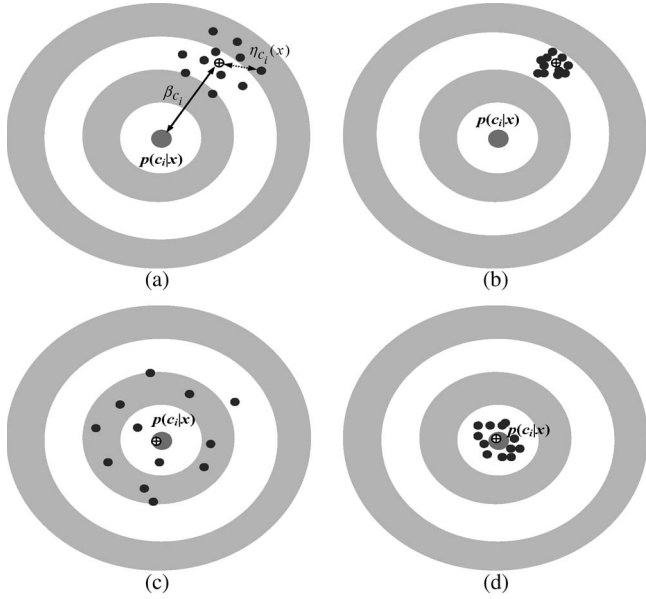 η_{c_i}(x)
β_{c_i}
p(c_i|x)
(a)
p(c_i|x)
(b)
p(c_i|x)
(c)
p(c_i|x)
(d)